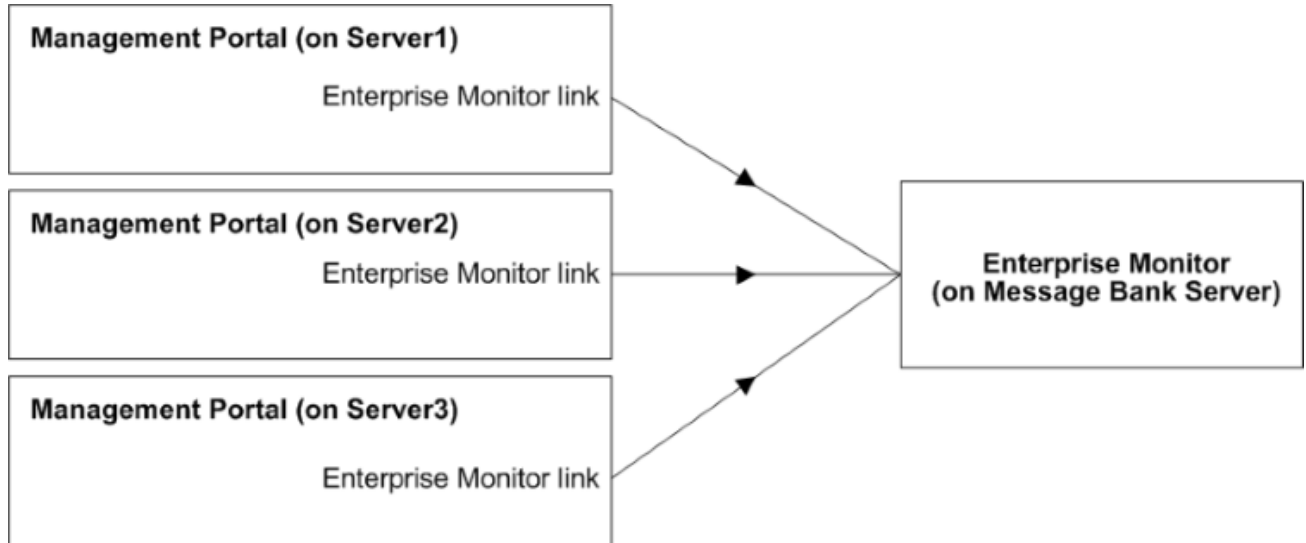 Management Portal (on Server1)
Enterprise Monitor link
Management Portal (on Server2)
Enterprise Monitor link
Enterprise Monitor
(on Message Bank Server)
Management Portal (on Server3)
Enterprise Monitor link